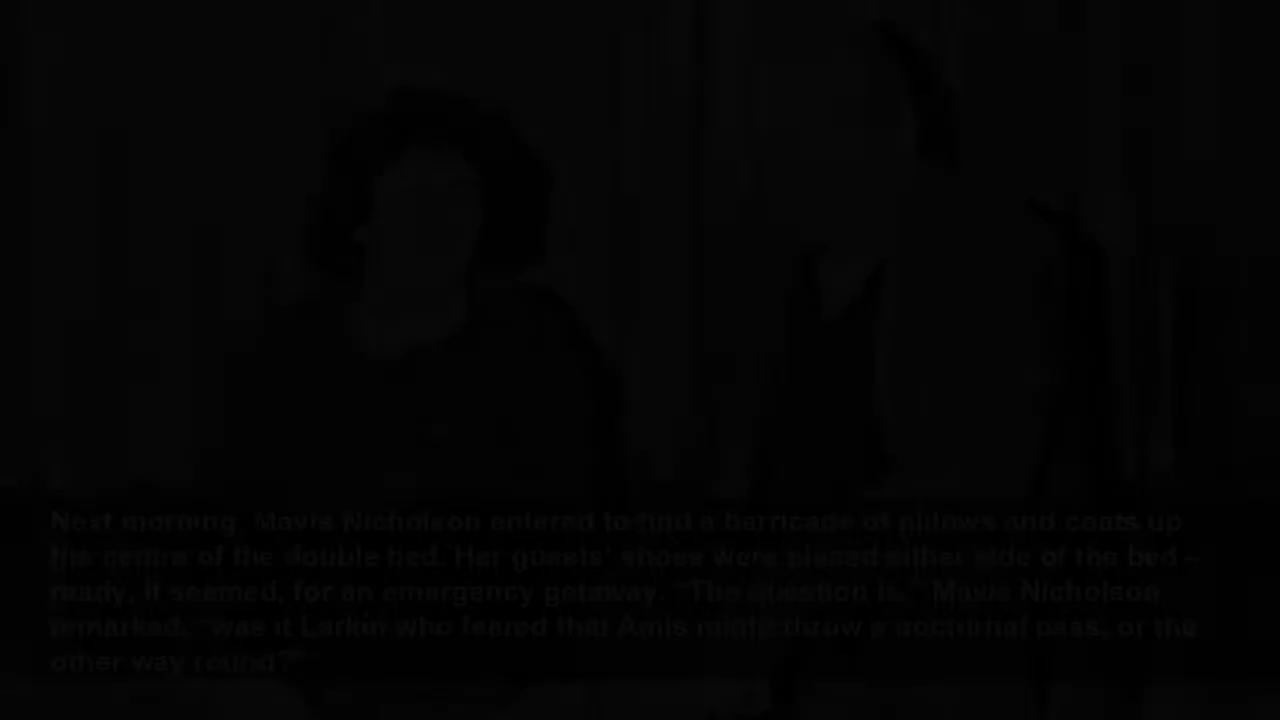 Next morning, Mavis Nicholson entered to find a barricade of pillows and coats up
the centre of the double bed. Her guests' shoes were placed either side of the bed –
ready, it seemed, for an emergency getaway. "The question is," Mavis Nicholson
remarked, "was it Larkin who feared that Amis might throw a nocturnal pass, or the
other way round?"